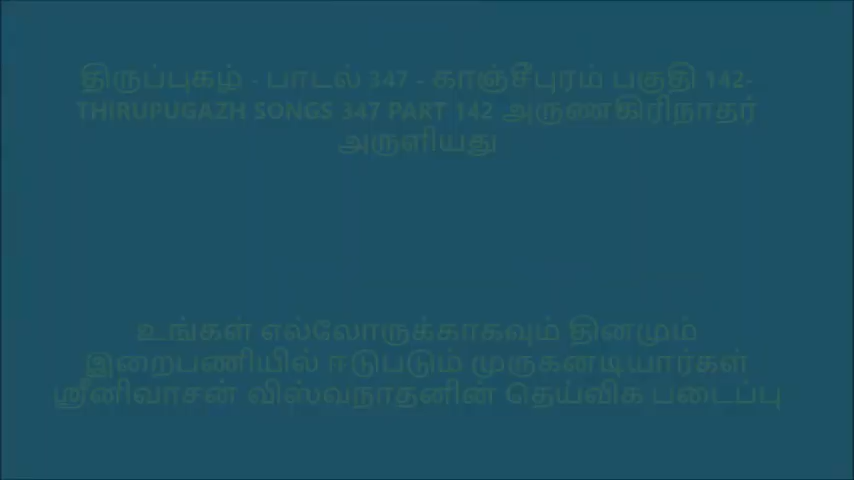 திருப்புகழ் - பாடல் 347 - காஞ்சீபுரம் பகுதி 142-
THIRUPUGAZH SONGS 347 PART 142 அருணகிரிநாதர்
அருளியது
உங்கள் எல்லோருக்காகவும் தினமும்
இறைபணியில் ஈடுபடும் முருகனடியார்கள்
ஸ்ரீனிவாசன் விஸ்வநாதனின் தெய்விக படைப்பு